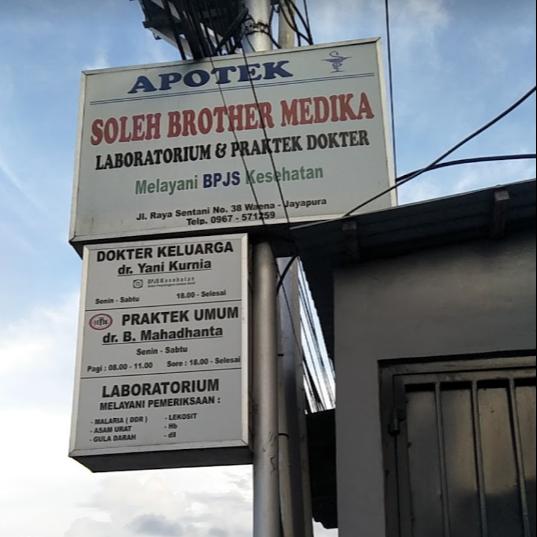 APOTEK
SOLEH BROTHER MEDIKA
LABORATORIUM & PRAKTEK DOKTER
Melayani BPJS Kesehatan
Jl. Raya Sentani No. 38 Waena - Jayapura
Telp. 0967 - 571259
DOKTER KELUARGA
dr. Yani Kurnia
BPJS Kesehatan
Senin - Sabtu 18.00 - Selesai
PRAKTEK UMUM
dr. B. Mahadhanta
Senin - Sabtu
Pagi : 08.00 - 11.00 Sore : 18.00 - Selesai
LABORATORIUM
MELAYANI PEMERIKSAAN :
- MALARIA ( DDR ) - LEKOSIT
- ASAM URAT - Hb
- GULA DARAH - dll